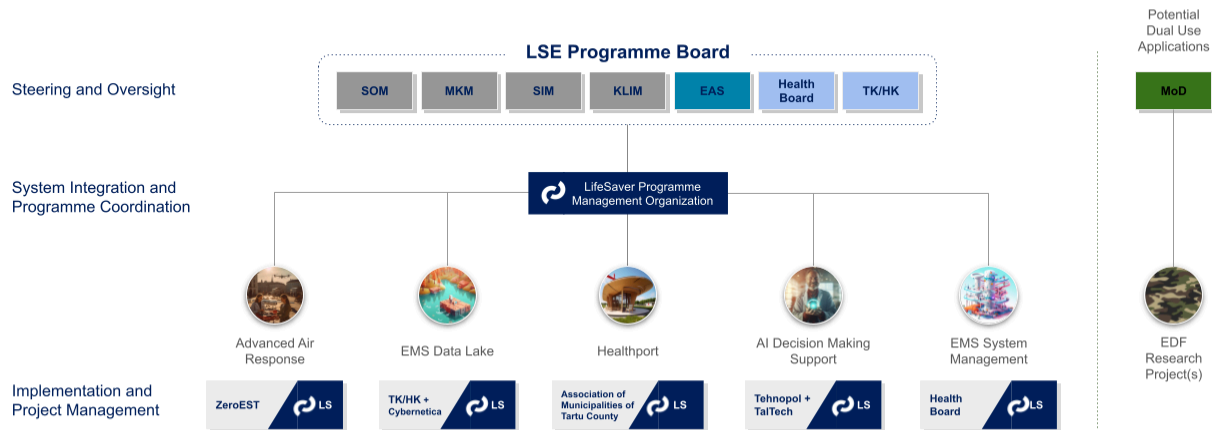 Potential
Dual Use
Applications
LSE Programme Board
Steering and Oversight
SOM
MKM
SIM
KLIM
EAS
Health
Board
TK/HK
MoD
System Integration and
Programme Coordination
LifeSaver Programme
Management Organization
Advanced Air
Response
EMS Data Lake
Healthport
AI Decision Making
Support
EMS System
Management
EDF
Research
Project(s)
Implementation and
Project Management
ZeroEST
LS
TK/HK +
Cybernetica
LS
Association of
Municipalities of
Tartu County
LS
Tehnopol +
TalTech
LS
Health
Board
LS